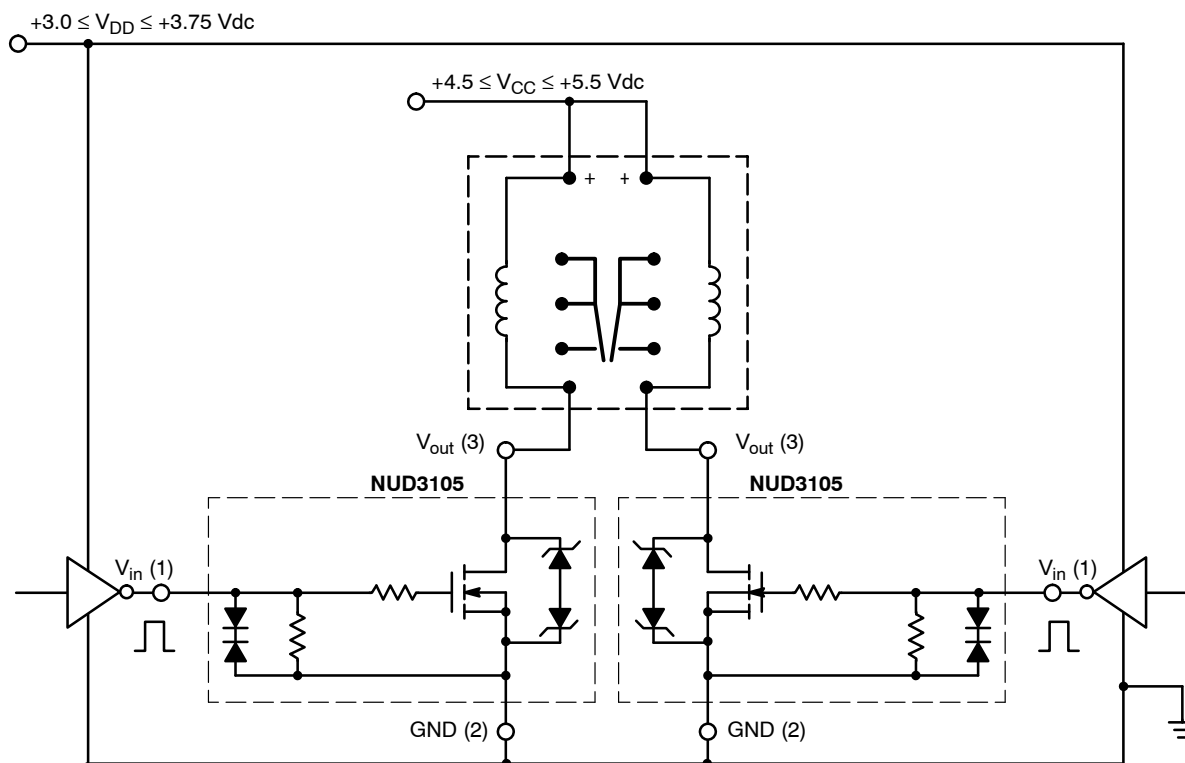 +3.0 ≤ VDD ≤ +3.75 Vdc
+4.5 ≤ VCC ≤ +5.5 Vdc
+ +
Vout (3) Vout (3)
NUD3105 NUD3105
Vin (1) Vin (1)
GND (2) GND (2)